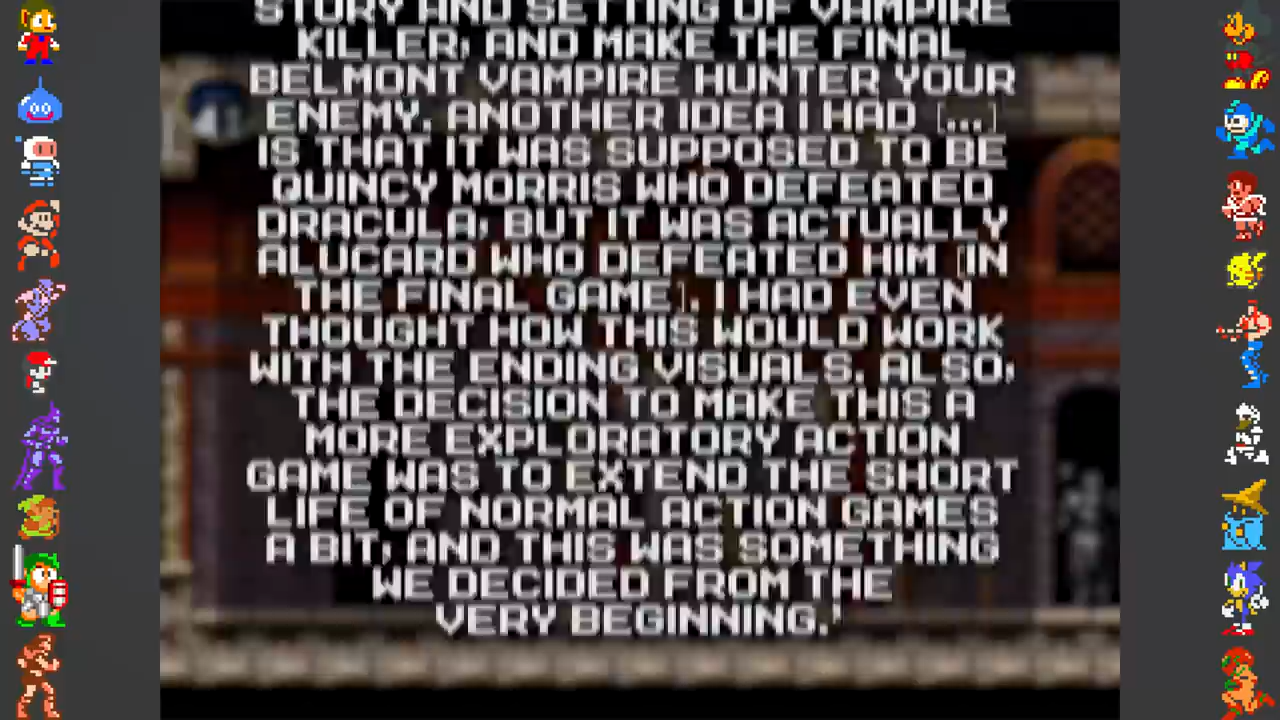 STORY AND SETTING OF VAMPIRE
KILLER, AND MAKE THE FINAL
BELMONT VAMPIRE HUNTER YOUR
ENEMY. ANOTHER IDEA I HAD [...]
IS THAT IT WAS SUPPOSED TO BE
QUINCY MORRIS WHO DEFEATED
DRACULA, BUT IT WAS ACTUALLY
ALUCARD WHO DEFEATED HIM [IN
THE FINAL GAME]. I HAD EVEN
THOUGHT HOW THIS WOULD WORK
WITH THE ENDING VISUALS. ALSO,
THE DECISION TO MAKE THIS A
MORE EXPLORATORY ACTION
GAME WAS TO EXTEND THE SHORT
LIFE OF NORMAL ACTION GAMES
A BIT, AND THIS WAS SOMETHING
WE DECIDED FROM THE
VERY BEGINNING.'